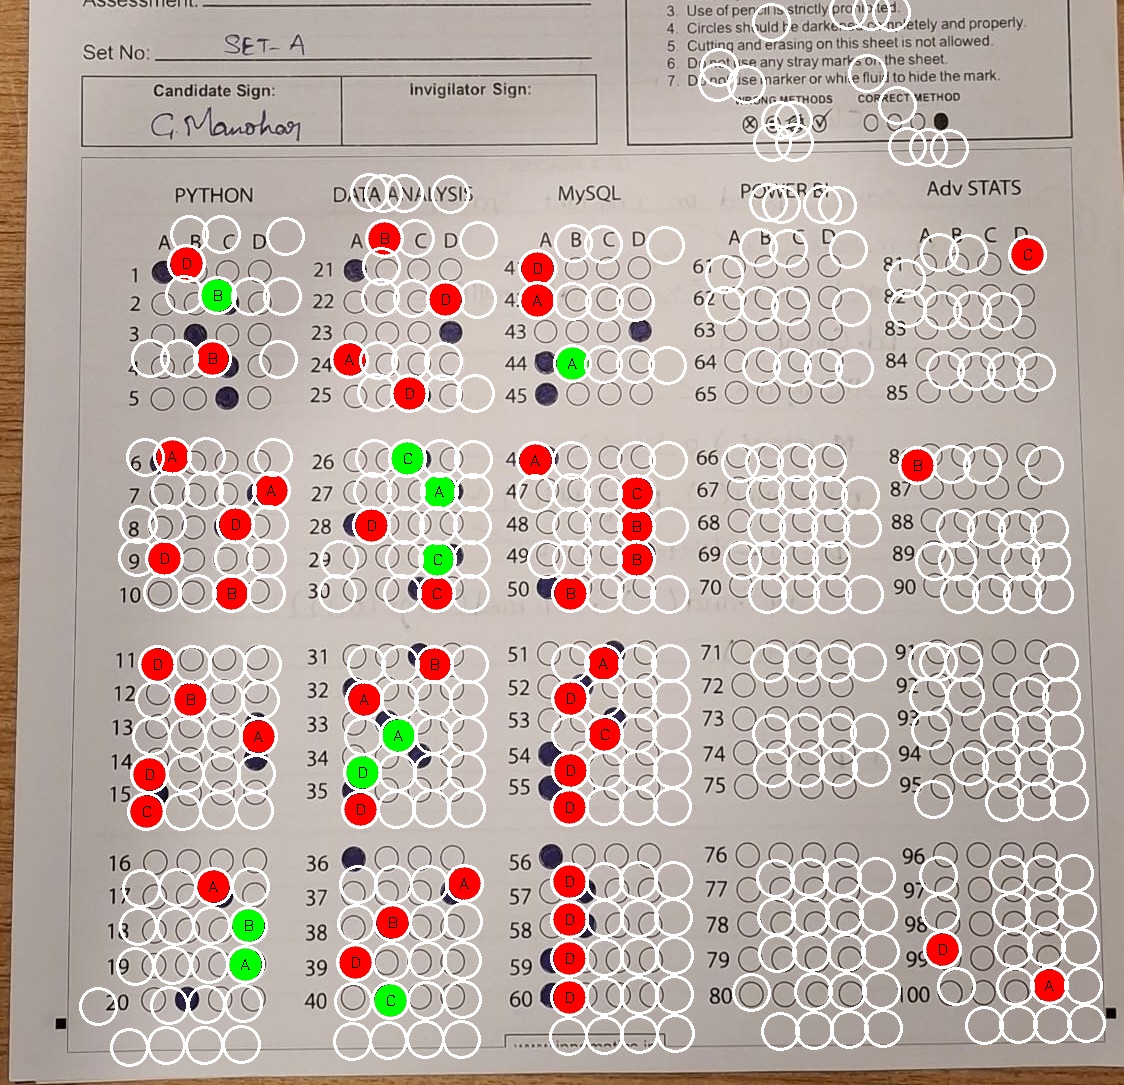 Assessment:
3. Use of pencil is strictly prohibited.
4. Circles should be darkened completely and properly.
5. Cutting and erasing on this sheet is not allowed.
6. Do not use any stray marks on the sheet.
7. Do not use marker or white fluid to hide the mark.
WRONG METHODS CORRECT METHOD
Set No: SET-A
Candidate Sign: Invigilator Sign:
G. Manohar
PYTHON DATA ANALYSIS MySQL POWER BI Adv STATS
A B C D A B C D A B C D A B C D A B C D
1 D 21 B 41 D 61 81 C
2 B 22 D 42 A 62 82
3 23 43 63 83
4 B 24 A 44 A 64 84
5 25 D 45 65 85
6 A 26 C 46 A 66 86 B
7 A 27 A 47 C 67 87
8 D 28 D 48 B 68 88
9 D 29 C 49 B 69 89
10 B 30 C 50 B 70 90
11 D 31 B 51 A 71 91
12 B 32 A 52 D 72 92
13 A 33 A 53 C 73 93
14 D 34 D 54 D 74 94
15 C 35 D 55 D 75 95
16 36 56 76 96
17 A 37 A 57 D 77 97
18 B 38 B 58 D 78 98
19 A 39 D 59 D 79 99 D
20 40 C 60 D 80 100 A